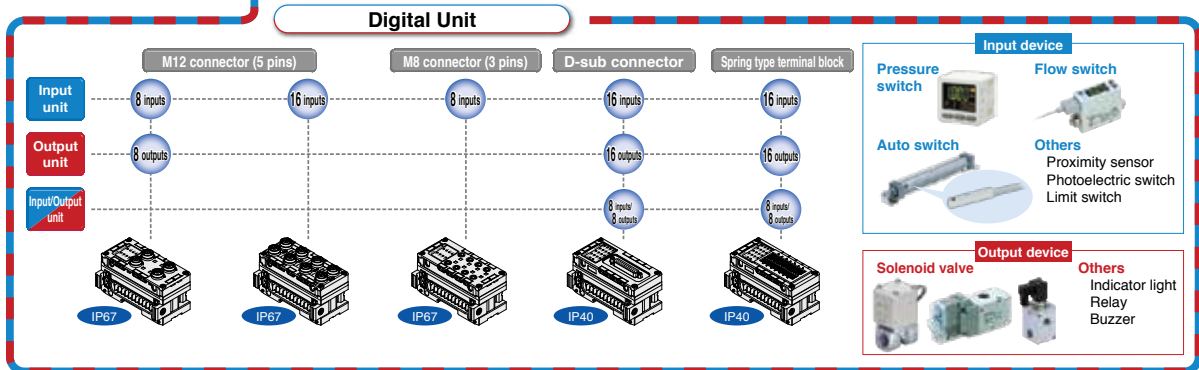 Digital Unit
M12 connector (5 pins)
M8 connector (3 pins)
D-sub connector
Spring type terminal block
Input
unit
8 inputs
16 inputs
8 inputs
16 inputs
16 inputs
Output
unit
8 outputs
16 outputs
16 outputs
Input/Output
unit
8 inputs/
8 outputs
8 inputs/
8 outputs
IP67
IP67
IP67
IP40
IP40
Input device
Pressure
switch
Flow switch
Auto switch
Others
Proximity sensor
Photoelectric switch
Limit switch
Output device
Solenoid valve
Others
Indicator light
Relay
Buzzer